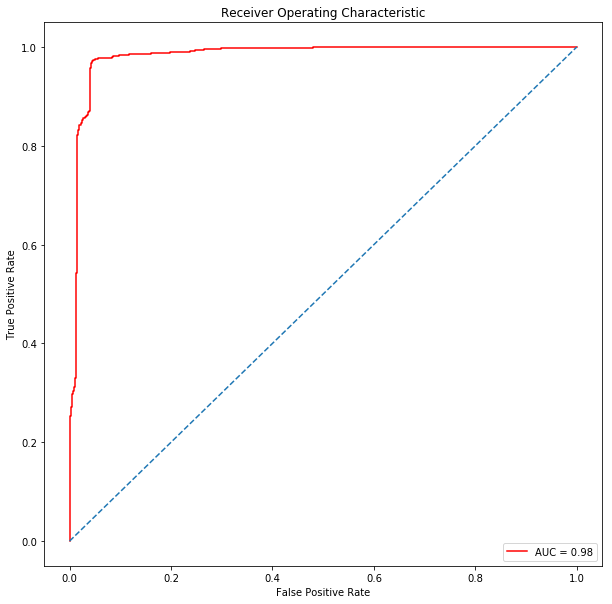 Receiver Operating Characteristic
1.0
0.8
0.6
0.4
0.2
0.0
True Positive Rate
AUC = 0.98
0.0 0.2 0.4 0.6 0.8 1.0
False Positive Rate